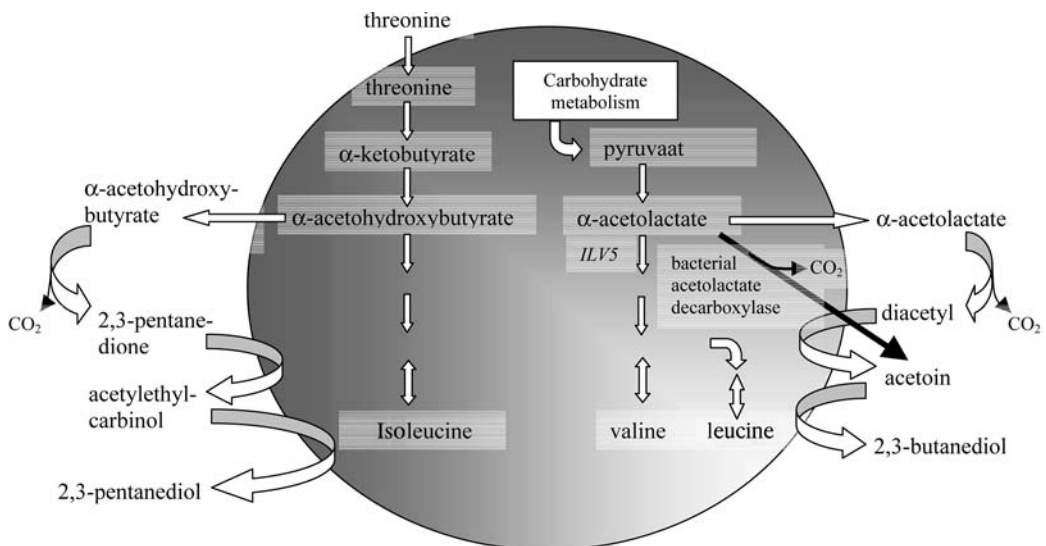 threonine
threonine
Carbohydrate
metabolism
α-ketobutyrate
pyruvaat
α-acetohydroxy-
butyrate
α-acetohydroxybutyrate
α-acetolactate
α-acetolactate
ILV5
bacterial
acetolactate
decarboxylase
CO₂
CO₂
2,3-pentane-
dione
diacetyl
CO₂
acetylethyl-
carbinol
acetoin
Isoleucine
valine
leucine
2,3-butanediol
2,3-pentanediol